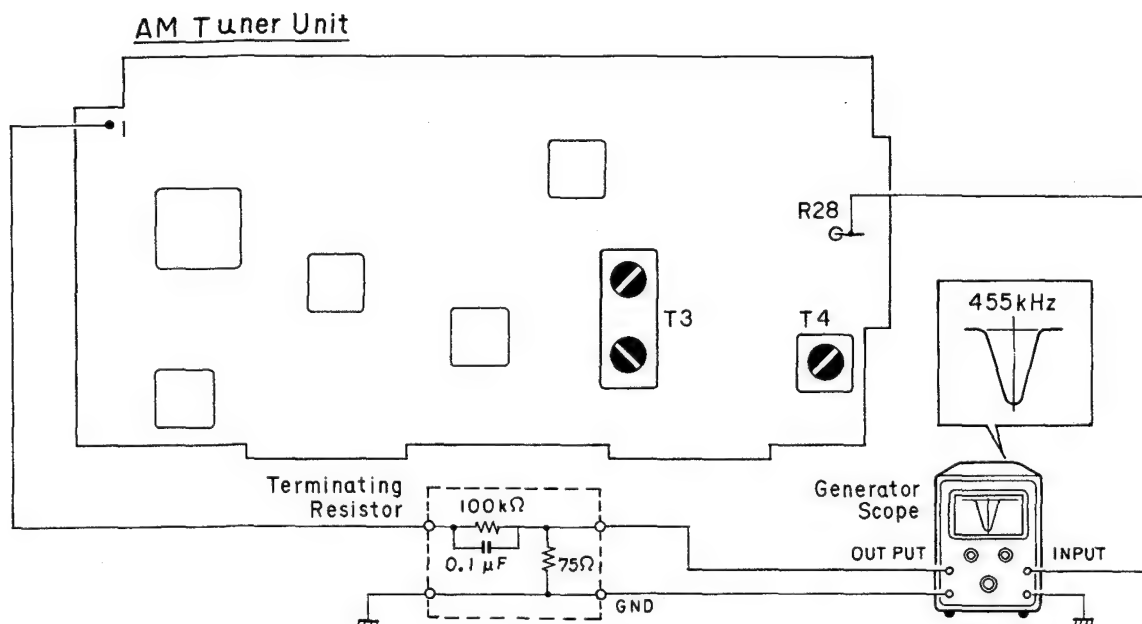 AM Tuner Unit
R28
T3
T4
455kHz
Terminating
Resistor
100kΩ
0.1 μF
75Ω
GND
Generator
Scope
OUT PUT
INPUT